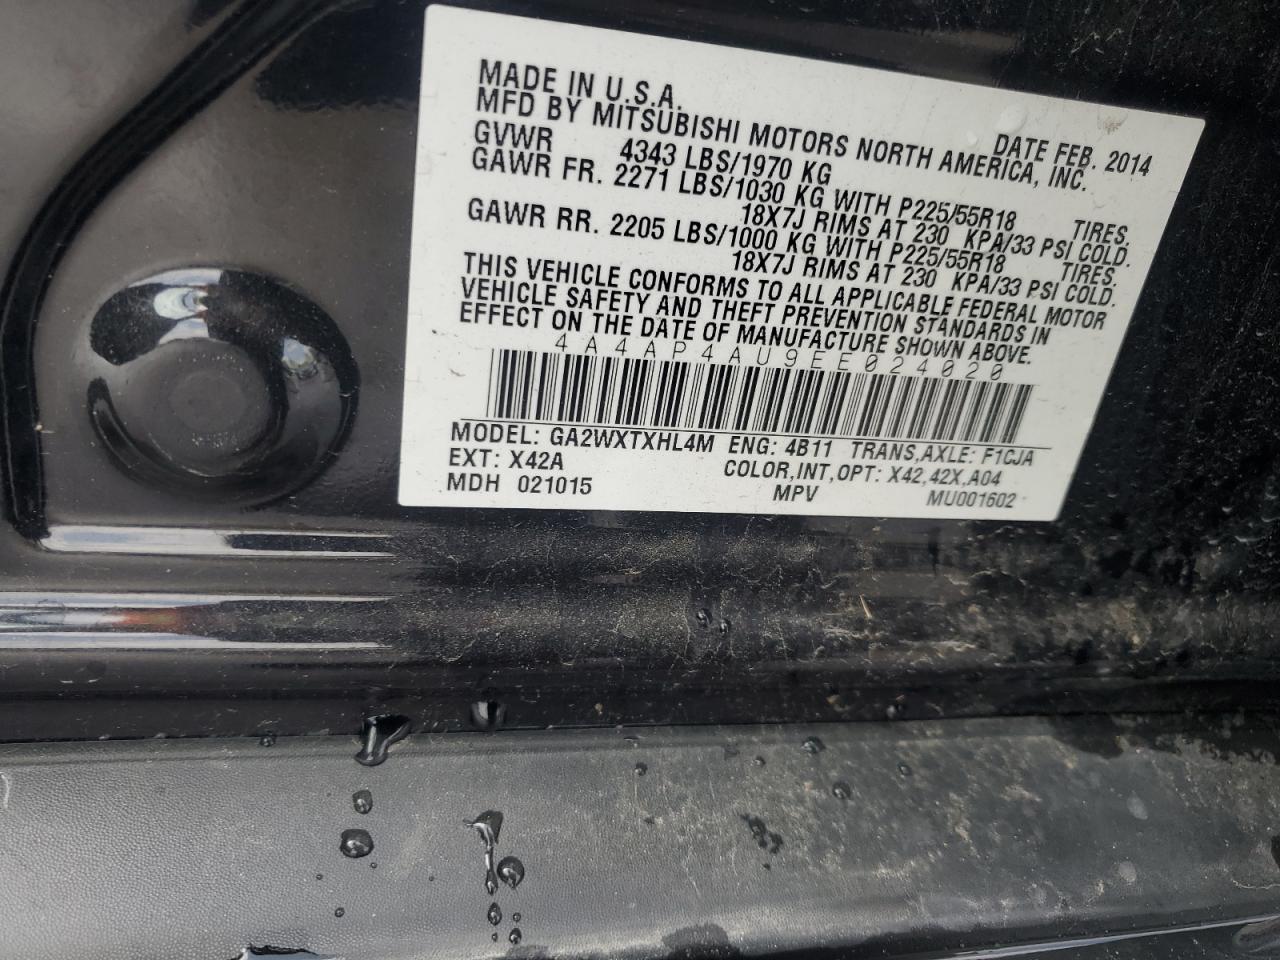 MADE IN U.S.A.
DATE FEB. 2014
MFD BY MITSUBISHI MOTORS NORTH AMERICA, INC.
GVWR 4343 LBS/1970 KG
GAWR FR. 2271 LBS/1030 KG WITH P225/55R18 TIRES.
18X7J RIMS AT 230 KPA/33 PSI COLD.
GAWR RR. 2205 LBS/1000 KG WITH P225/55R18 TIRES.
18X7J RIMS AT 230 KPA/33 PSI COLD.
THIS VEHICLE CONFORMS TO ALL APPLICABLE FEDERAL MOTOR
VEHICLE SAFETY AND THEFT PREVENTION STANDARDS IN
EFFECT ON THE DATE OF MANUFACTURE SHOWN ABOVE.
4A4AP4AU9EE024020
MODEL: GA2WXTXHL4M ENG: 4B11 TRANS,AXLE: F1CJA
EXT: X42A COLOR,INT,OPT: X42,42X,A04
MDH 021015 MPV MU001602